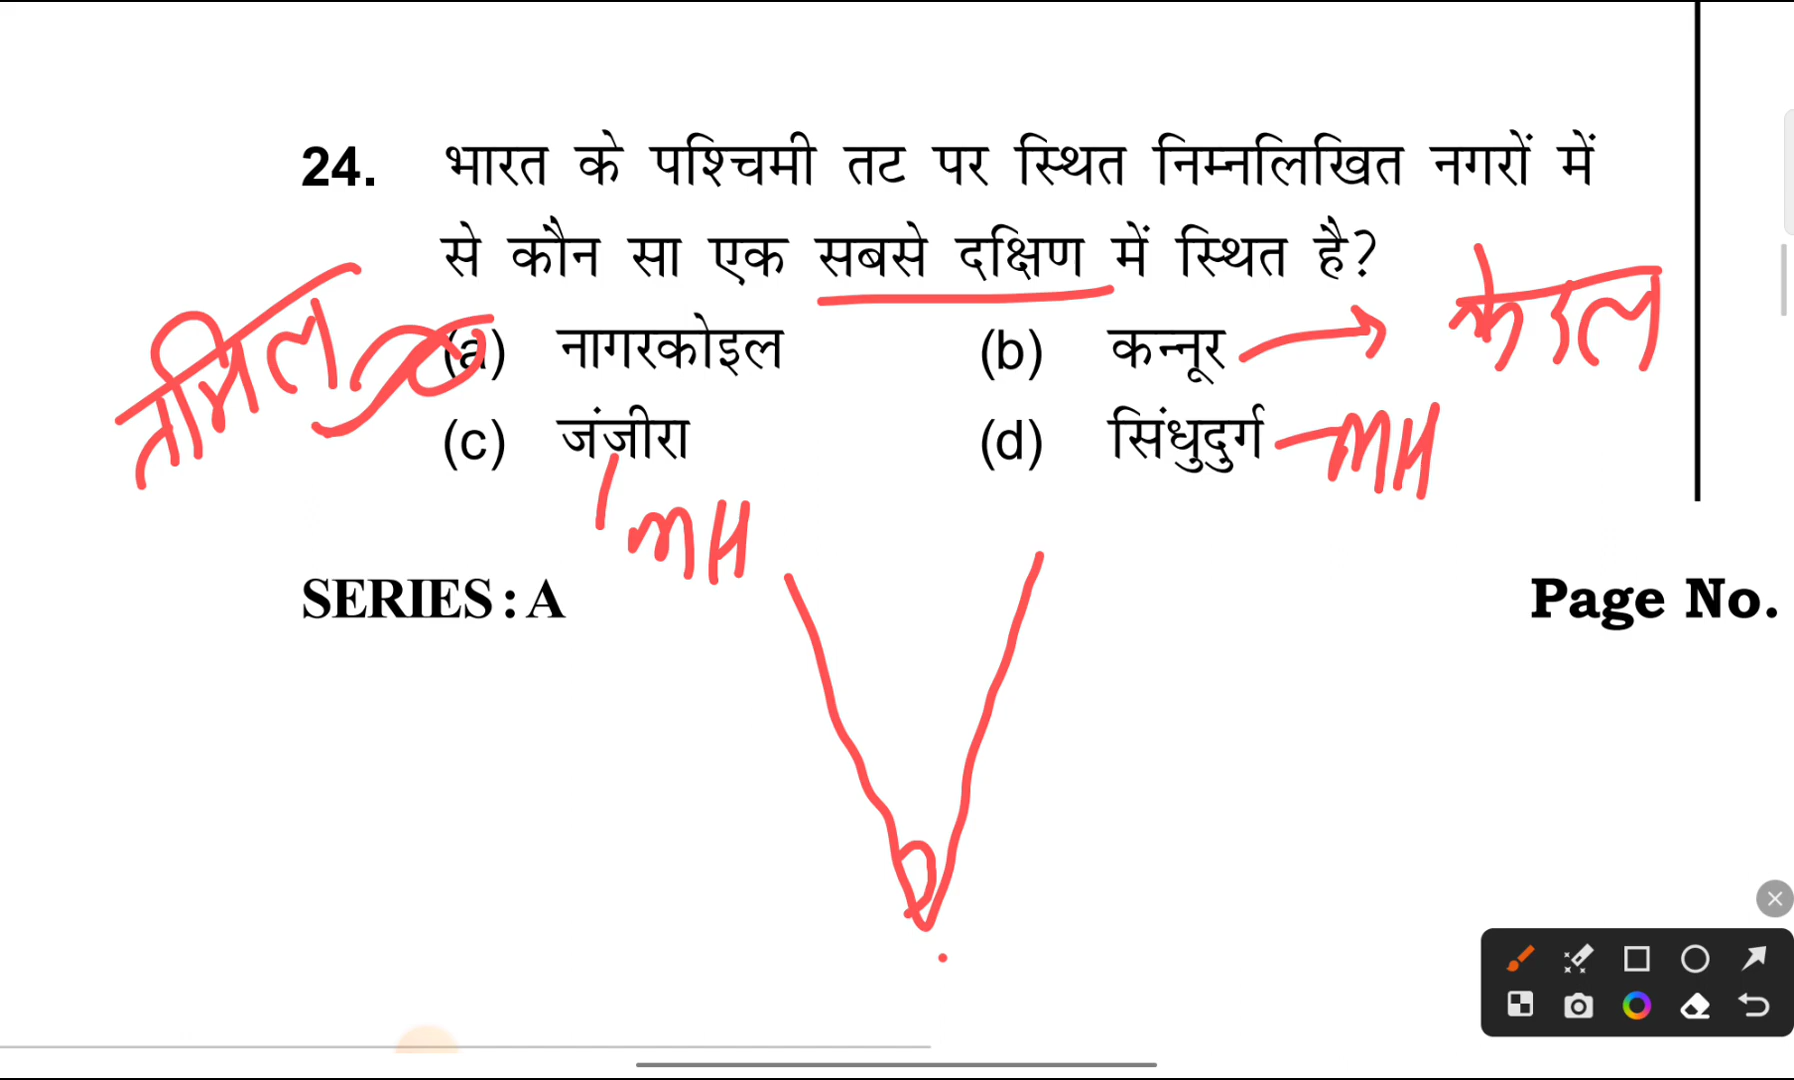 24. भारत के पश्चिमी तट पर स्थित निम्नलिखित नगरों में
से कौन सा एक सबसे दक्षिण में स्थित है?
केरल
तमिल
(a) नागरकोइल (b) कन्नूर
(c) जंजीरा (d) सिंधुदुर्ग MH
MH
SERIES : A Page No.